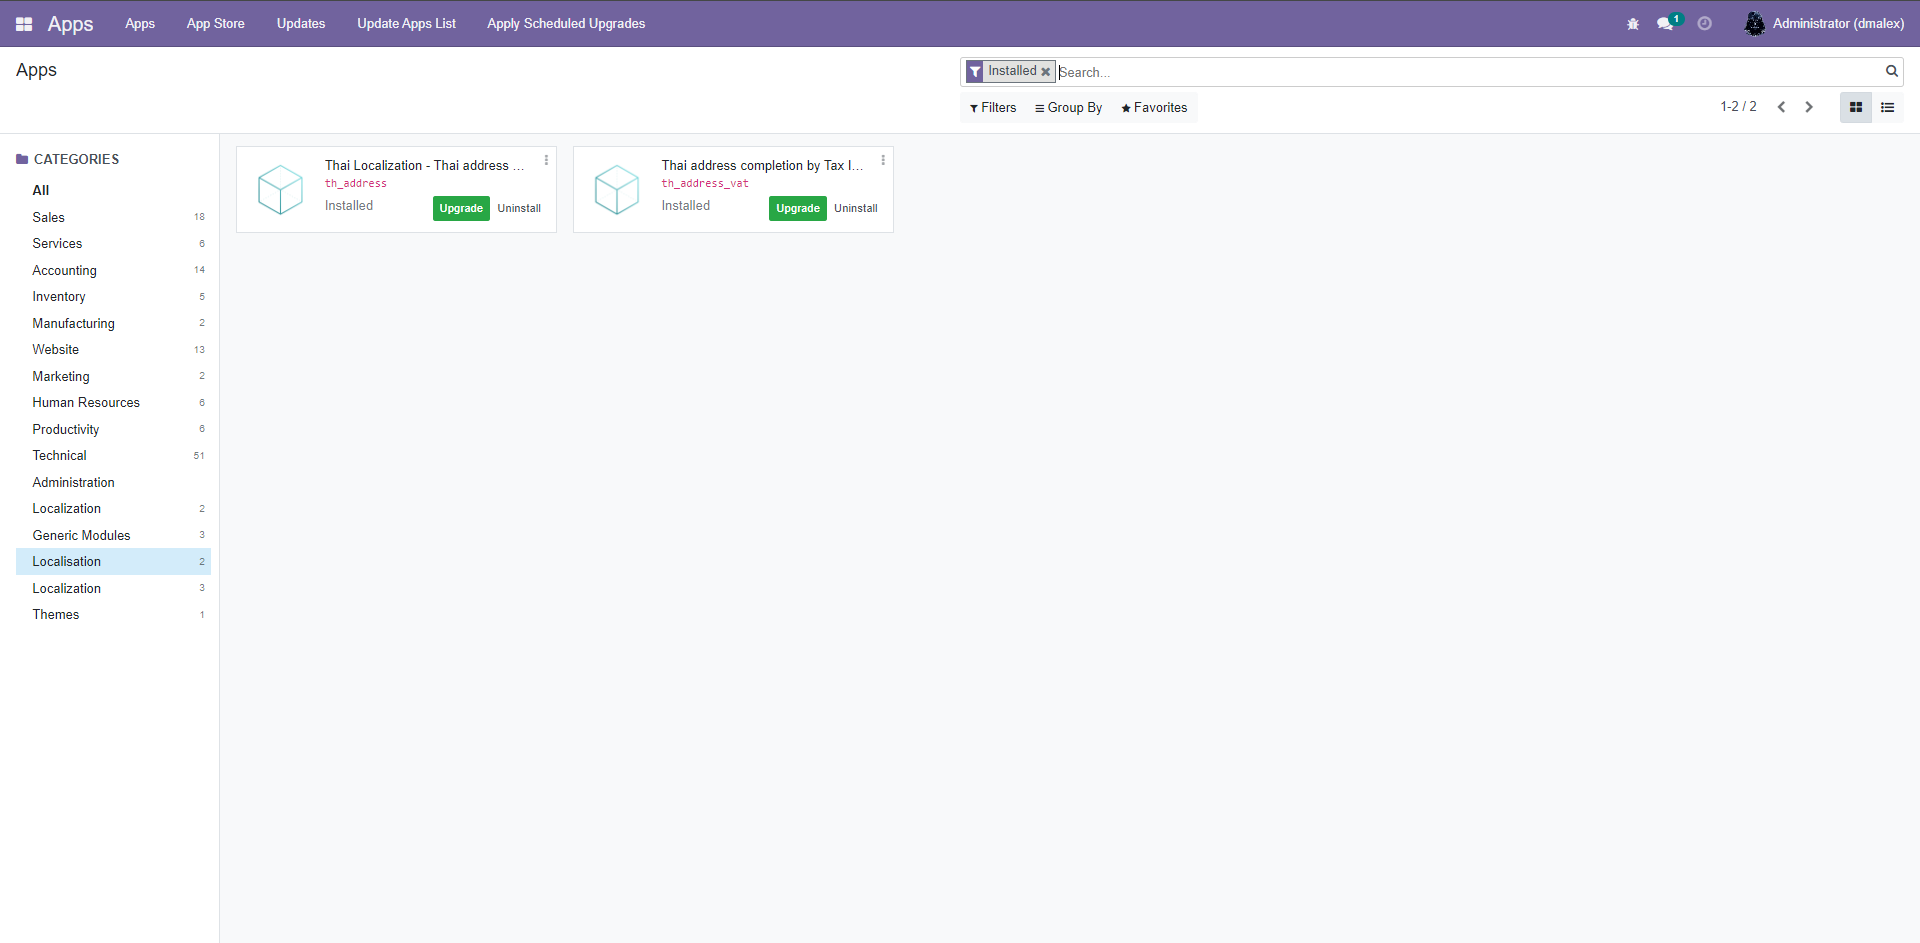 Apps
Apps
App Store
Updates
Update Apps List
Apply Scheduled Upgrades
1
Administrator (dmalex)
Apps
Installed
Search...
Filters
Group By
Favorites
1-2 / 2
CATEGORIES
All
Sales 18
Services 6
Accounting 14
Inventory 5
Manufacturing 2
Website 13
Marketing 2
Human Resources 6
Productivity 6
Technical 51
Administration
Localization 2
Generic Modules 3
Localisation 2
Localization 3
Themes 1
Thai Localization - Thai address ...
th_address
Installed
Upgrade
Uninstall
Thai address completion by Tax I...
th_address_vat
Installed
Upgrade
Uninstall